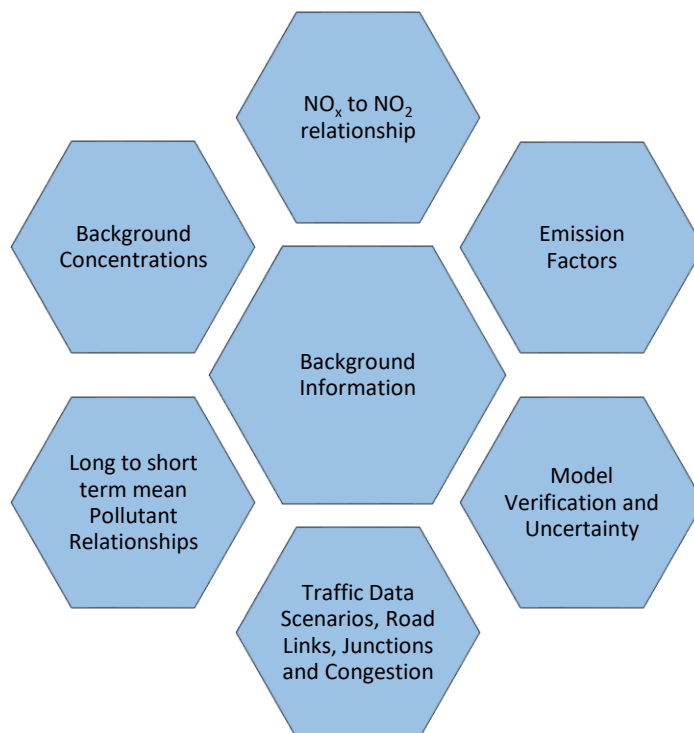 NOₓ to NO₂
relationship
Background
Concentrations
Emission
Factors
Background
Information
Long to short
term mean
Pollutant
Relationships
Model
Verification and
Uncertainty
Traffic Data
Scenarios, Road
Links, Junctions
and Congestion